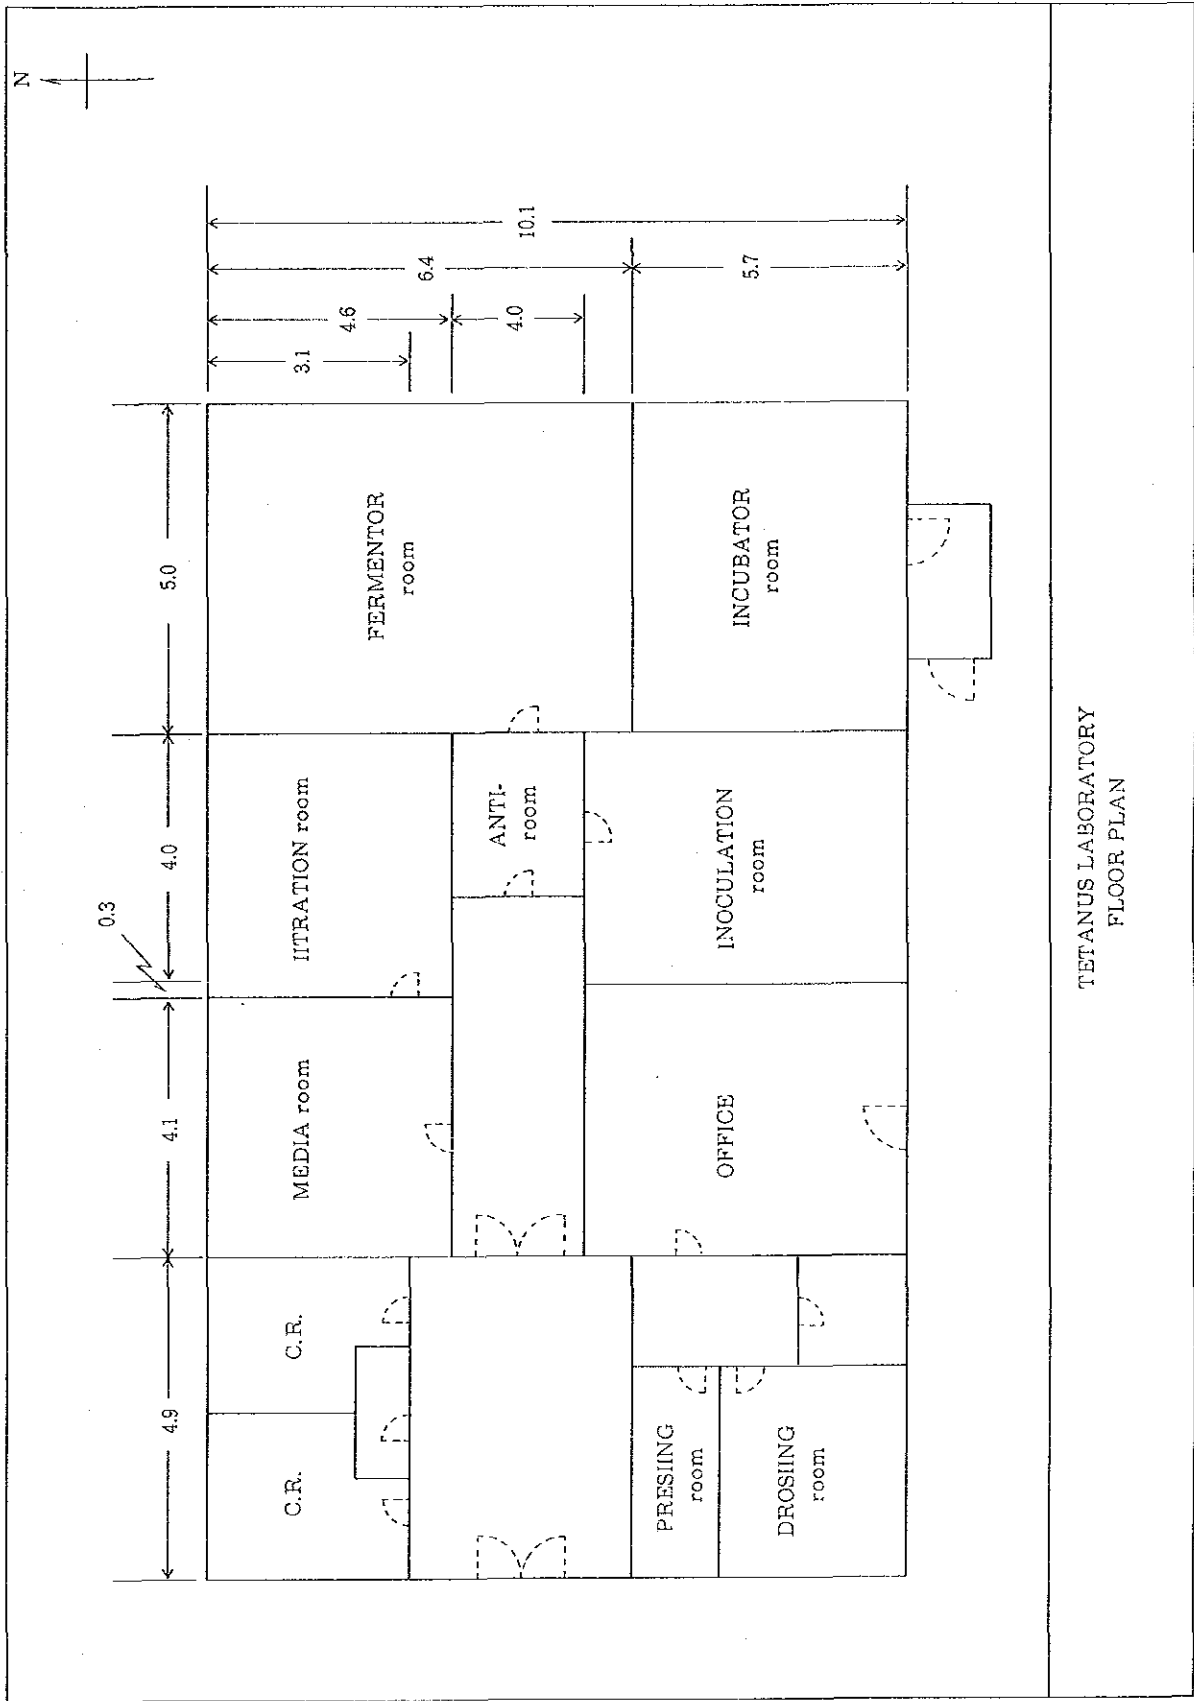 N
4.9
4.1
0.3
4.0
5.0
3.1
4.6
4.0
6.4
5.7
10.1
C.R.
C.R.
MEDIA room
IITRATION room
FERMENTOR
room
ANTI-
room
PRESIING
room
DROSIING
room
OFFICE
INOCULATION
room
INCUBATOR
room
TETANUS LABORATORY
FLOOR PLAN